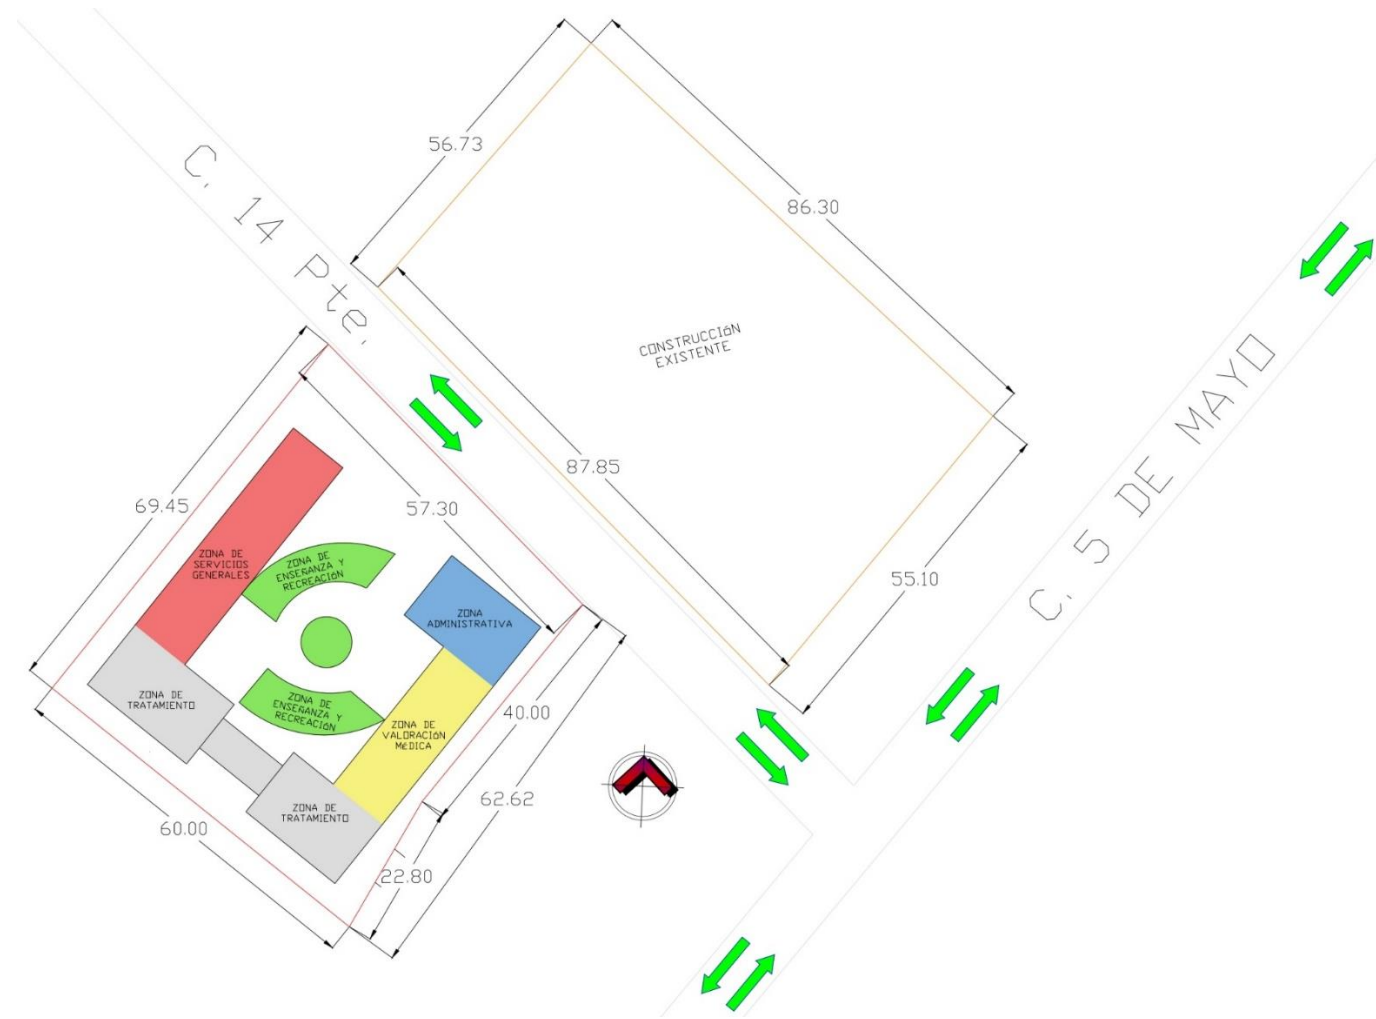 56.73
86.30
C. 14 Pte.
CONSTRUCCIÓN
EXISTENTE
C. 5 DE MAYO
87.85
69.45
57.30
ZONA DE
SERVICIOS
GENERALES
ZONA DE
ENSEÑANZA Y
RECREACIÓN
55.10
ZONA
ADMINISTRATIVA
ZONA DE
TRATAMIENTO
ZONA DE
ENSEÑANZA Y
RECREACIÓN
40.00
ZONA DE
VALORACIÓN
MÉDICA
62.62
ZONA DE
TRATAMIENTO
60.00
22.80